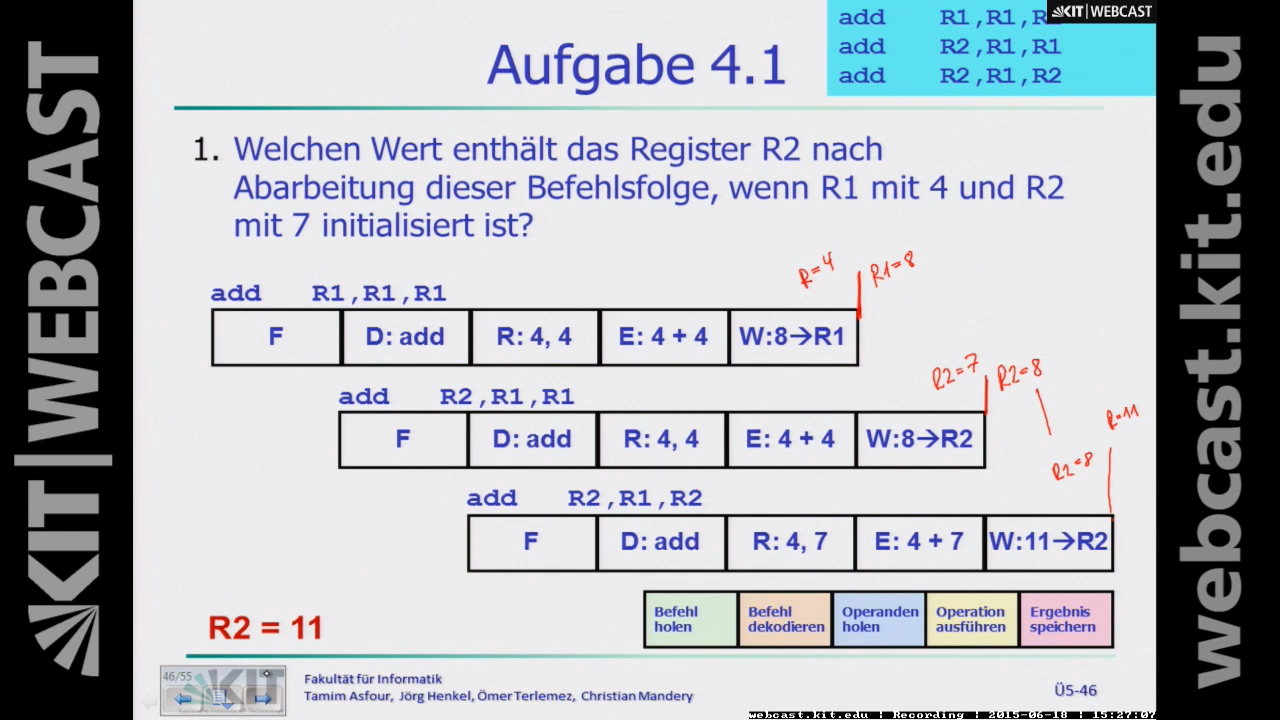 KIT | WEBCAST
webcast.kit.edu
KIT | WEBCAST
add R1,R1,
add R2,R1,R1
add R2,R1,R2
Aufgabe 4.1
1. Welchen Wert enthält das Register R2 nach
Abarbeitung dieser Befehlsfolge, wenn R1 mit 4 und R2
mit 7 initialisiert ist?
R=4 R1=8
add R1,R1,R1
F D: add R: 4, 4 E: 4 + 4 W:8→R1
R2=7 R2=8
add R2,R1,R1
R=11
F D: add R: 4, 4 E: 4 + 4 W:8→R2
R2=8
add R2,R1,R2
F D: add R: 4, 7 E: 4 + 7 W:11→R2
R2 = 11
Befehl holen
Befehl dekodieren
Operanden holen
Operation ausführen
Ergebnis speichern
46/55
KIT
Fakultät für Informatik
Tamim Asfour, Jörg Henkel, Ömer Terlemez, Christian Mandery
Ü5-46
webcast.kit.edu | Recording | 2015-06-18 | 15:27:07